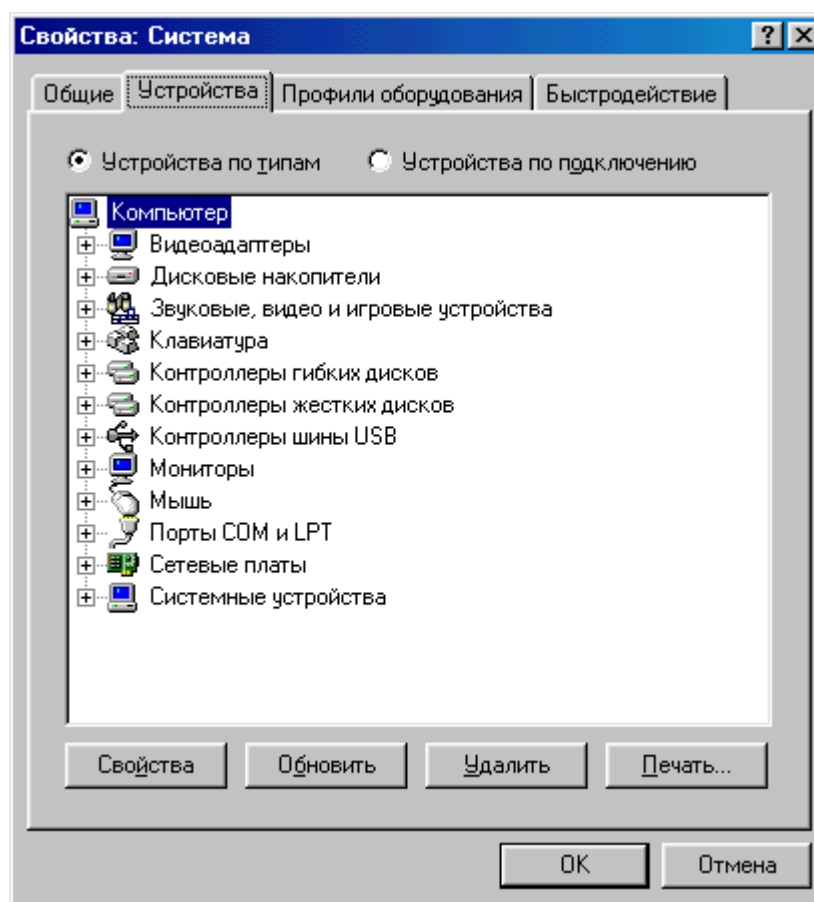 Свойства: Система
Общие Устройства Профили оборудования Быстродействие
Устройства по типам Устройства по подключению
Компьютер
Видеоадаптеры
Дисковые накопители
Звуковые, видео и игровые устройства
Клавиатура
Контроллеры гибких дисков
Контроллеры жестких дисков
Контроллеры шины USB
Мониторы
Мышь
Порты COM и LPT
Сетевые платы
Системные устройства
Свойства Обновить Удалить Печать...
OK Отмена